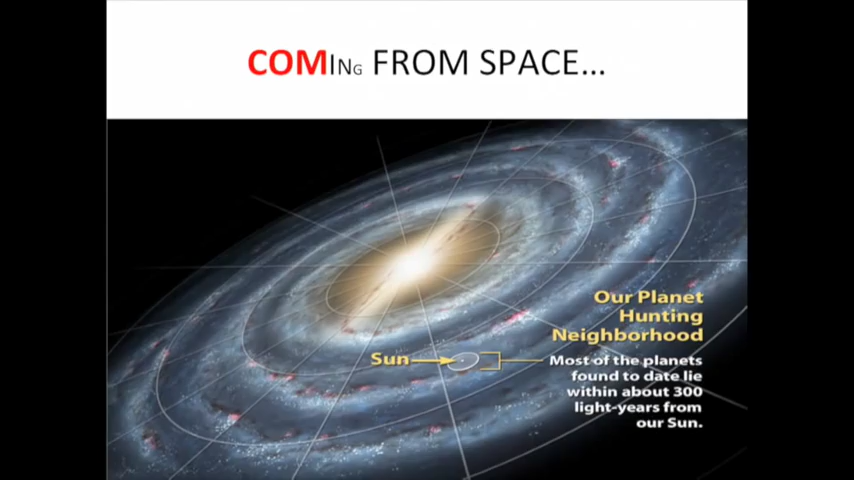 COMING FROM SPACE...
Our Planet
Hunting
Neighborhood
Sun
Most of the planets
found to date lie
within about 300
light-years from
our Sun.